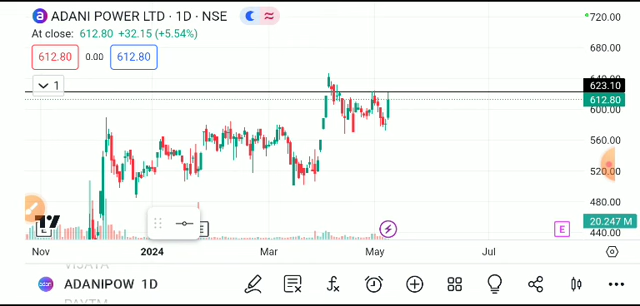 ADANI POWER LTD · 1D · NSE
At close: 612.80 +32.15 (+5.54%)
612.80 0.00 612.80
1
720.00
680.00
623.10
612.80
600.00
560.00
520.00
480.00
20.247 M
440.00
Nov 2024 Mar May Jul
E
E
E
ADANIPOW 1D
PAYTM